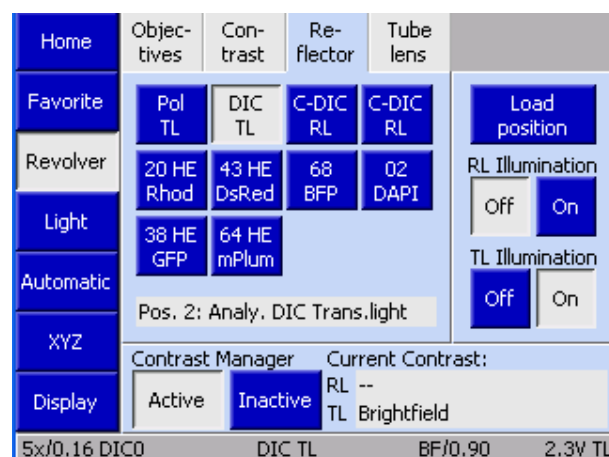 Home
Favorite
Revolver
Light
Automatic
XYZ
Display
Objec-
tives
Con-
trast
Re-
flector
Tube
lens
Pol
TL
DIC
TL
C-DIC
RL
C-DIC
RL
20 HE
Rhod
43 HE
DsRed
68
BFP
02
DAPI
38 HE
GFP
64 HE
mPlum
Pos. 2: Analy. DIC Trans.light
Load
position
RL Illumination
Off
On
TL Illumination
Off
On
Contrast Manager
Active
Inactive
Current Contrast:
RL --
TL Brightfield
5x/0.16 DIC0 DIC TL BF/0.90 2.3V TL